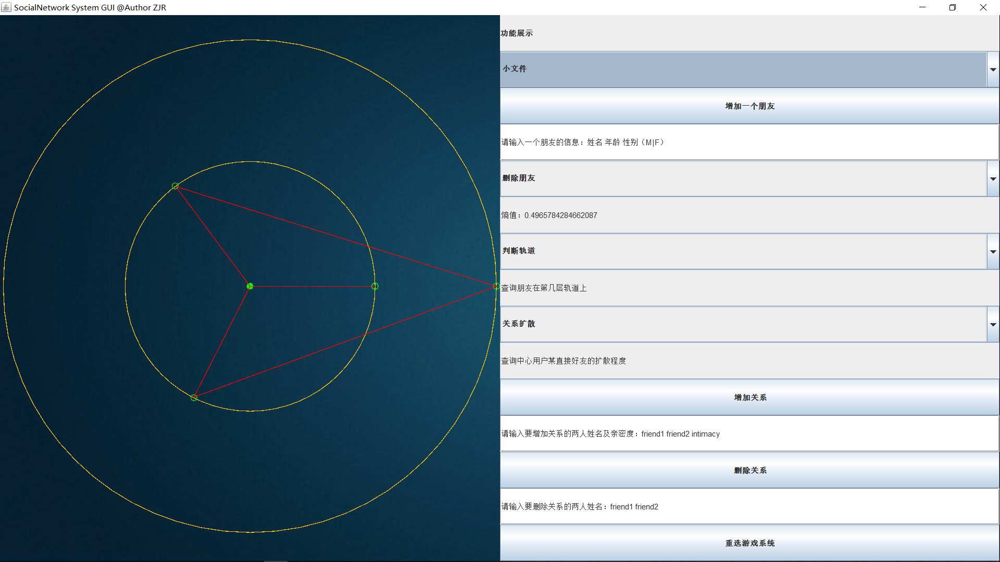 SocialNetwork System GUI @Author ZJR
功能展示
小文件
增加一个朋友
请输入一个朋友的信息：姓名 年龄 性别（M|F）
删除朋友
熵值：0.4965784284662087
判断轨道
查询朋友在第几层轨道上
关系扩散
查询中心用户某直接好友的扩散程度
增加关系
请输入要增加关系的两人姓名及亲密度：friend1 friend2 intimacy
删除关系
请输入要删除关系的两人姓名：friend1 friend2
重选游戏系统